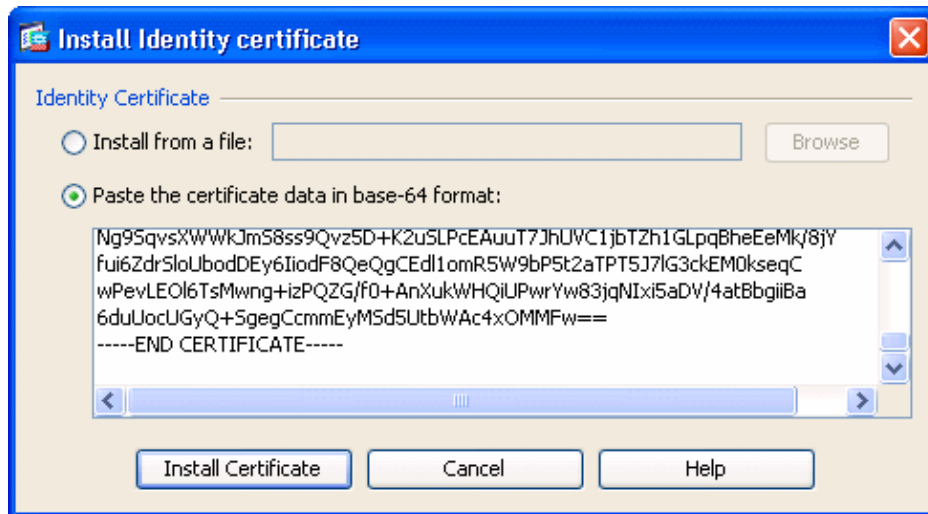 Install Identity certificate
Identity Certificate
Install from a file:
Browse
Paste the certificate data in base-64 format:
Ng9SqvsXWWkJmS8ss9Qvz5D+K2uSLPcEAuuT7JhUVC1jbTZh1GLpqBheEeMk/8jY
fui6ZdrSloUbodDEy6IiodF8QeQgCEdl1omR5W9bP5t2aTPT5J7lG3ckEM0kseqC
wPevLEOl6TsMwng+izPQZG/f0+AnXukWHQiUPwrYw83jqNIxi5aDV/4atBbgiiBa
6duUocUGyQ+SgegCcmmEyMSd5UtbWAc4xOMMFw==
-----END CERTIFICATE-----
Install Certificate
Cancel
Help